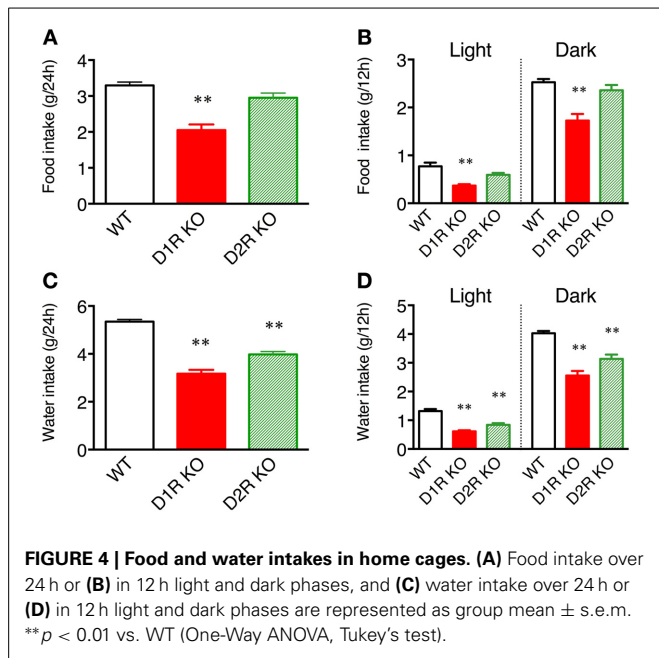 A
Food intake (g/24h)
4
3
2
1
0
**
WT
D1R KO
D2R KO
B
Light
Dark
Food intake (g/12h)
3
2
1
0
**
**
WT
D1R KO
D2R KO
WT
D1R KO
D2R KO
C
Water intake (g/24h)
6
4
2
0
**
**
WT
D1R KO
D2R KO
D
Light
Dark
Water intake (g/12h)
5
4
3
2
1
0
**
**
**
**
WT
D1R KO
D2R KO
WT
D1R KO
D2R KO
FIGURE 4 | Food and water intakes in home cages. (A) Food intake over
24 h or (B) in 12 h light and dark phases, and (C) water intake over 24 h or
(D) in 12 h light and dark phases are represented as group mean ± s.e.m.
**p < 0.01 vs. WT (One-Way ANOVA, Tukey's test).